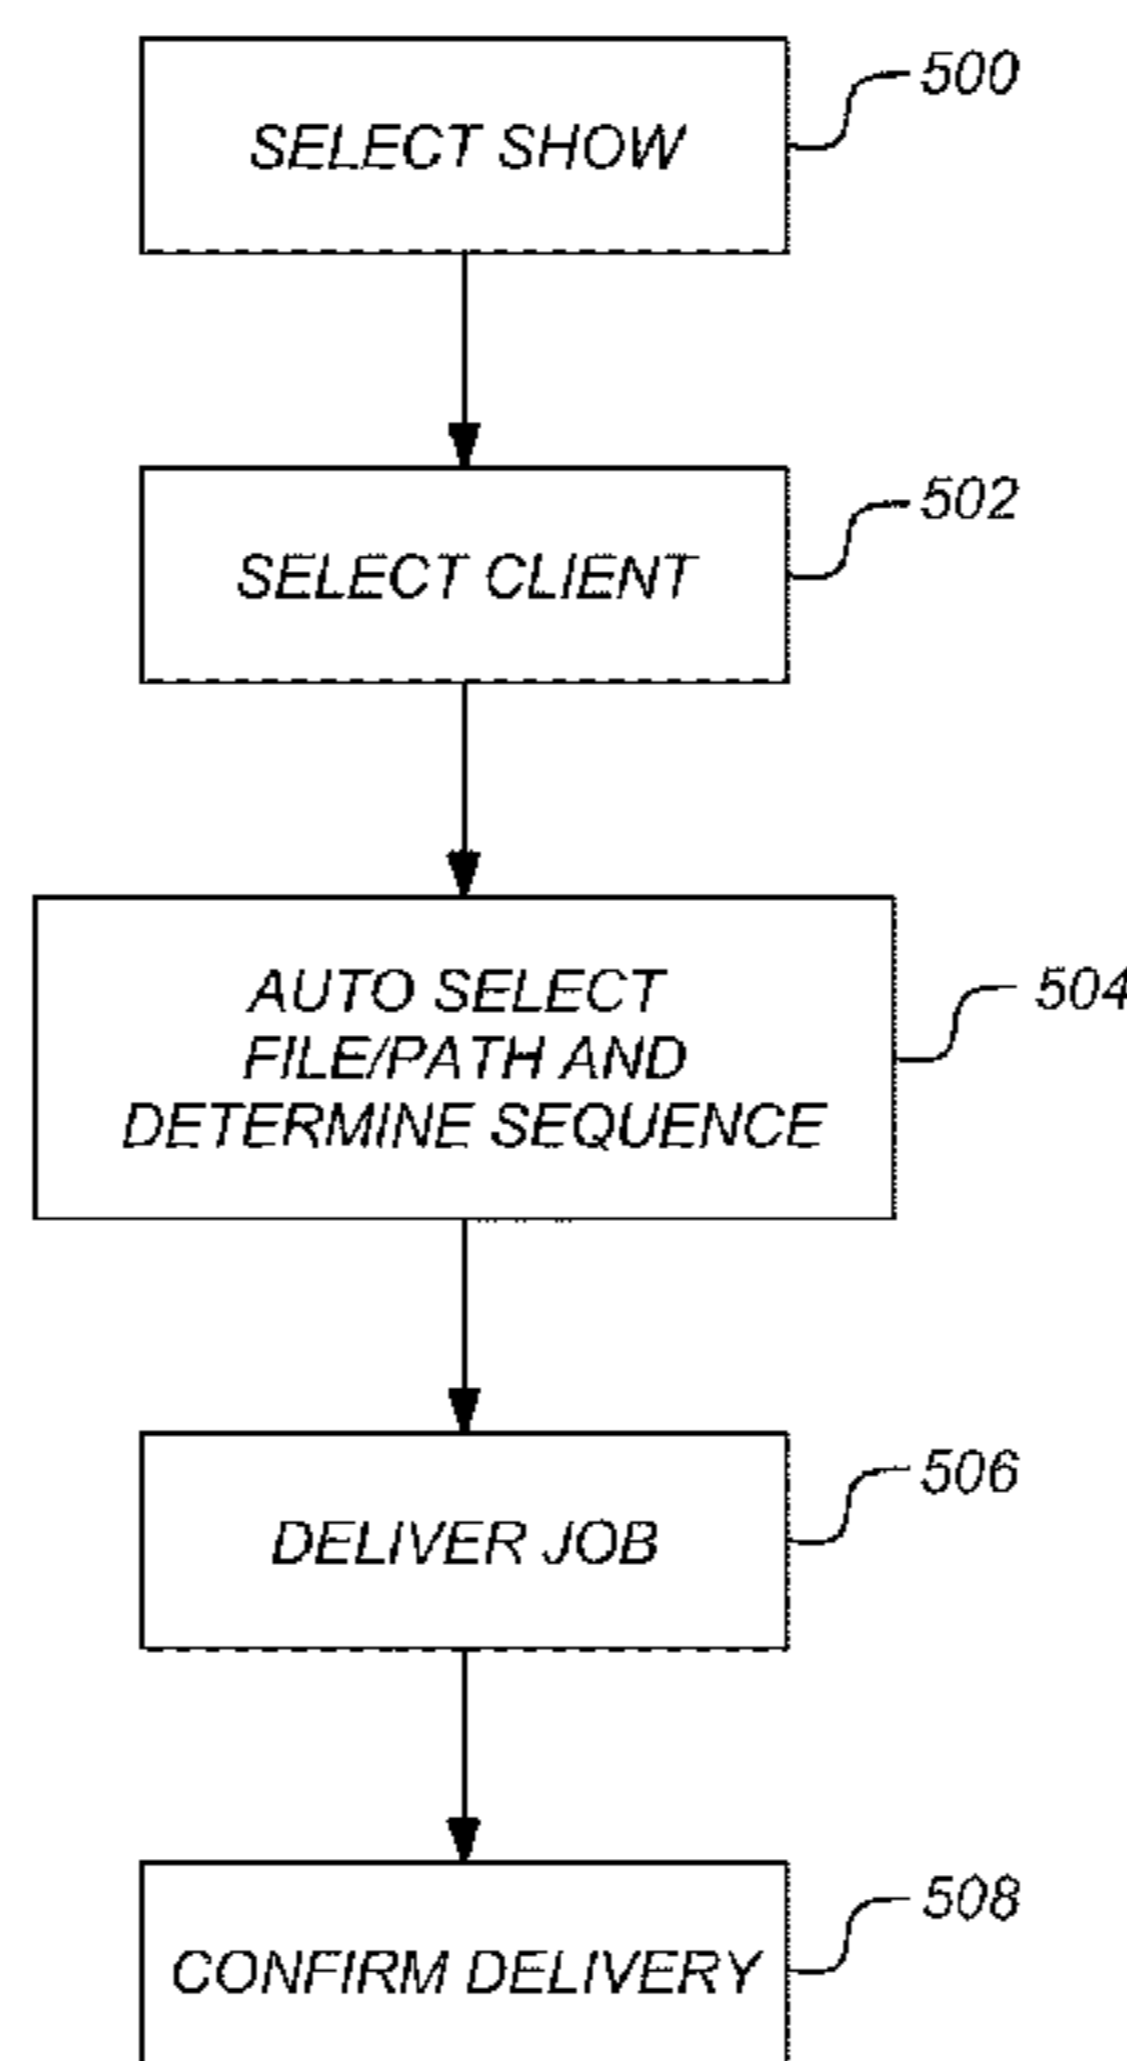 500
SELECT SHOW
502
SELECT CLIENT
504
AUTO SELECT
FILE/PATH AND
DETERMINE SEQUENCE
506
DELIVER JOB
508
CONFIRM DELIVERY